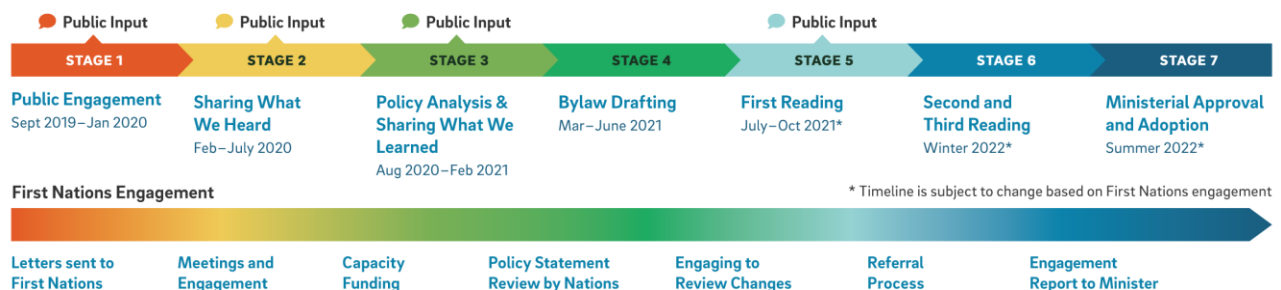 Public Input
Public Input
Public Input
Public Input
STAGE 1
STAGE 2
STAGE 3
STAGE 4
STAGE 5
STAGE 6
STAGE 7
Public Engagement
Sept 2019–Jan 2020
Sharing What
We Heard
Feb–July 2020
Policy Analysis &
Sharing What We
Learned
Aug 2020–Feb 2021
Bylaw Drafting
Mar–June 2021
First Reading
July–Oct 2021*
Second and
Third Reading
Winter 2022*
Ministerial Approval
and Adoption
Summer 2022*
First Nations Engagement
* Timeline is subject to change based on First Nations engagement
Letters sent to
First Nations
Meetings and
Engagement
Capacity
Funding
Policy Statement
Review by Nations
Engaging to
Review Changes
Referral
Process
Engagement
Report to Minister